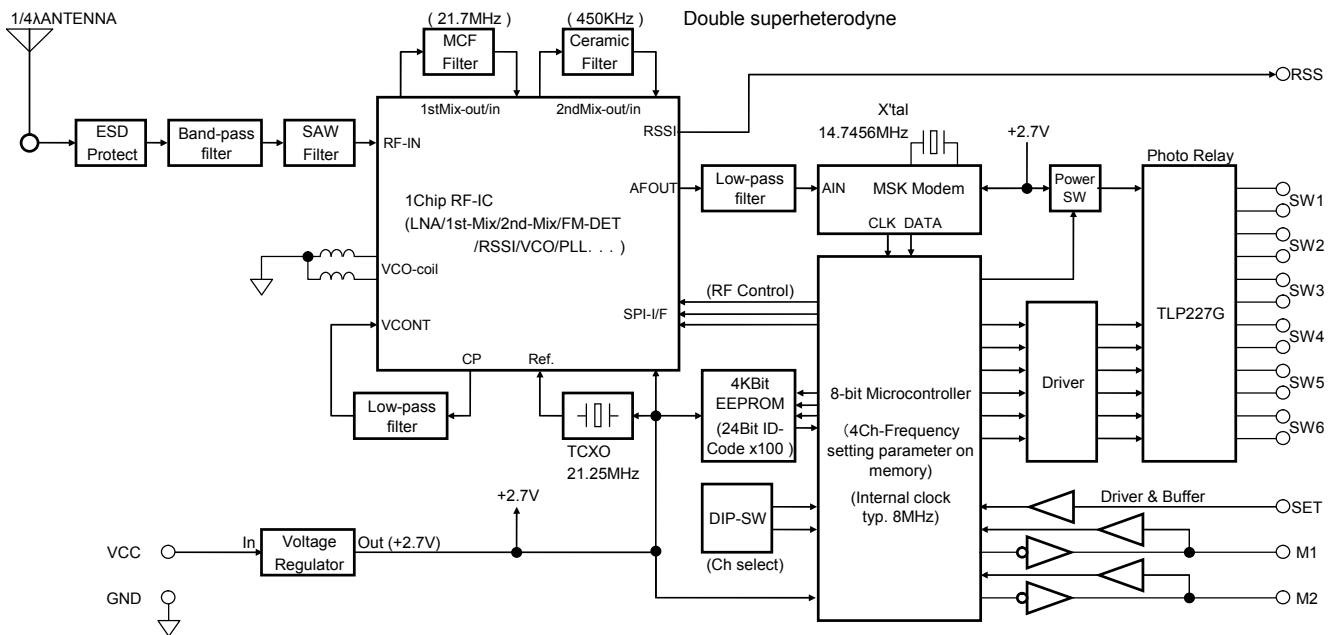 1/4λANTENNA
( 21.7MHz )
( 450KHz )
Double superheterodyne
MCF
Filter
Ceramic
Filter
RSS
1stMix-out/in
2ndMix-out/in
X'tal
14.7456MHz
+2.7V
RSSI
ESD
Protect
Band-pass
filter
SAW
Filter
RF-IN
Photo Relay
AFOUT
Low-pass
filter
AIN
MSK Modem
Power
SW
CLK DATA
1Chip RF-IC
(LNA/1st-Mix/2nd-Mix/FM-DET
/RSSI/VCO/PLL. . . )
SW1
SW2
SW3
SW4
SW5
SW6
VCO-coil
(RF Control)
SPI-I/F
VCONT
TLP227G
CP
Ref.
Low-pass
filter
TCXO
21.25MHz
4KBit
EEPROM
(24Bit ID-
Code x100 )
8-bit Microcontroller
（4Ch-Frequency
setting parameter on
memory)
(Internal clock
typ. 8MHz)
Driver
+2.7V
DIP-SW
(Ch select)
Driver & Buffer
SET
M1
M2
VCC
In
Voltage
Regulator
Out (+2.7V)
GND